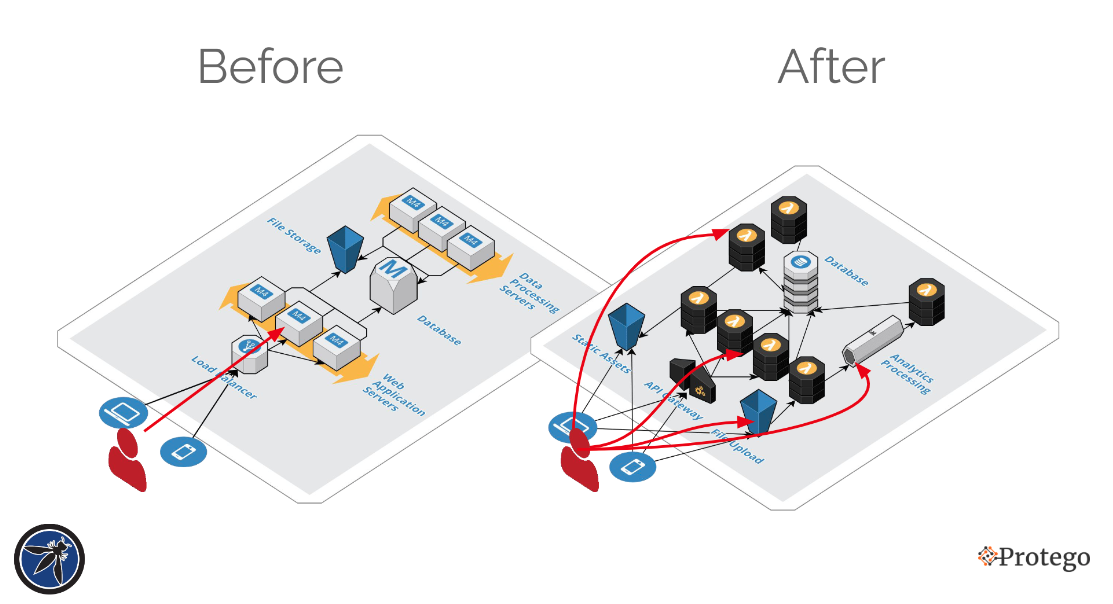 Before
After
File Storage
M4
M4
M4
M
Data
Processing
Servers
Database
M4
M4
M4
Load Balancer
Web
Application
Servers
Database
Static Assets
API Gateway
File Upload
Analytics
Processing
Protego